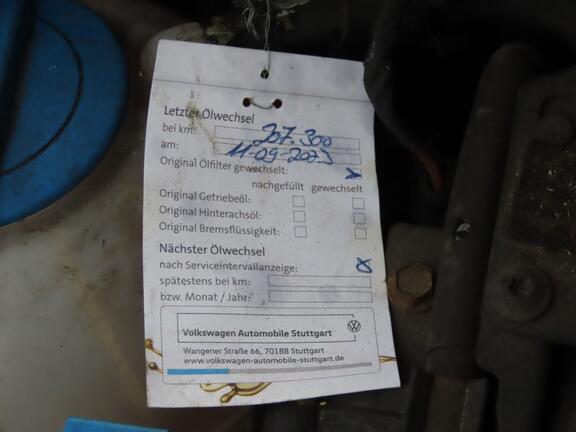 Letzter Ölwechsel
bei km: 207.300
am: 11-09-2023
Original Ölfilter gewechselt:
nachgefüllt gewechselt
Original Getriebeöl:
Original Hinterachsöl:
Original Bremsflüssigkeit:
Nächster Ölwechsel
nach Serviceintervallanzeige:
spätestens bei km:
bzw. Monat / Jahr:
Volkswagen Automobile Stuttgart
Wangener Straße 66, 70188 Stuttgart
www.volkswagen-automobile-stuttgart.de